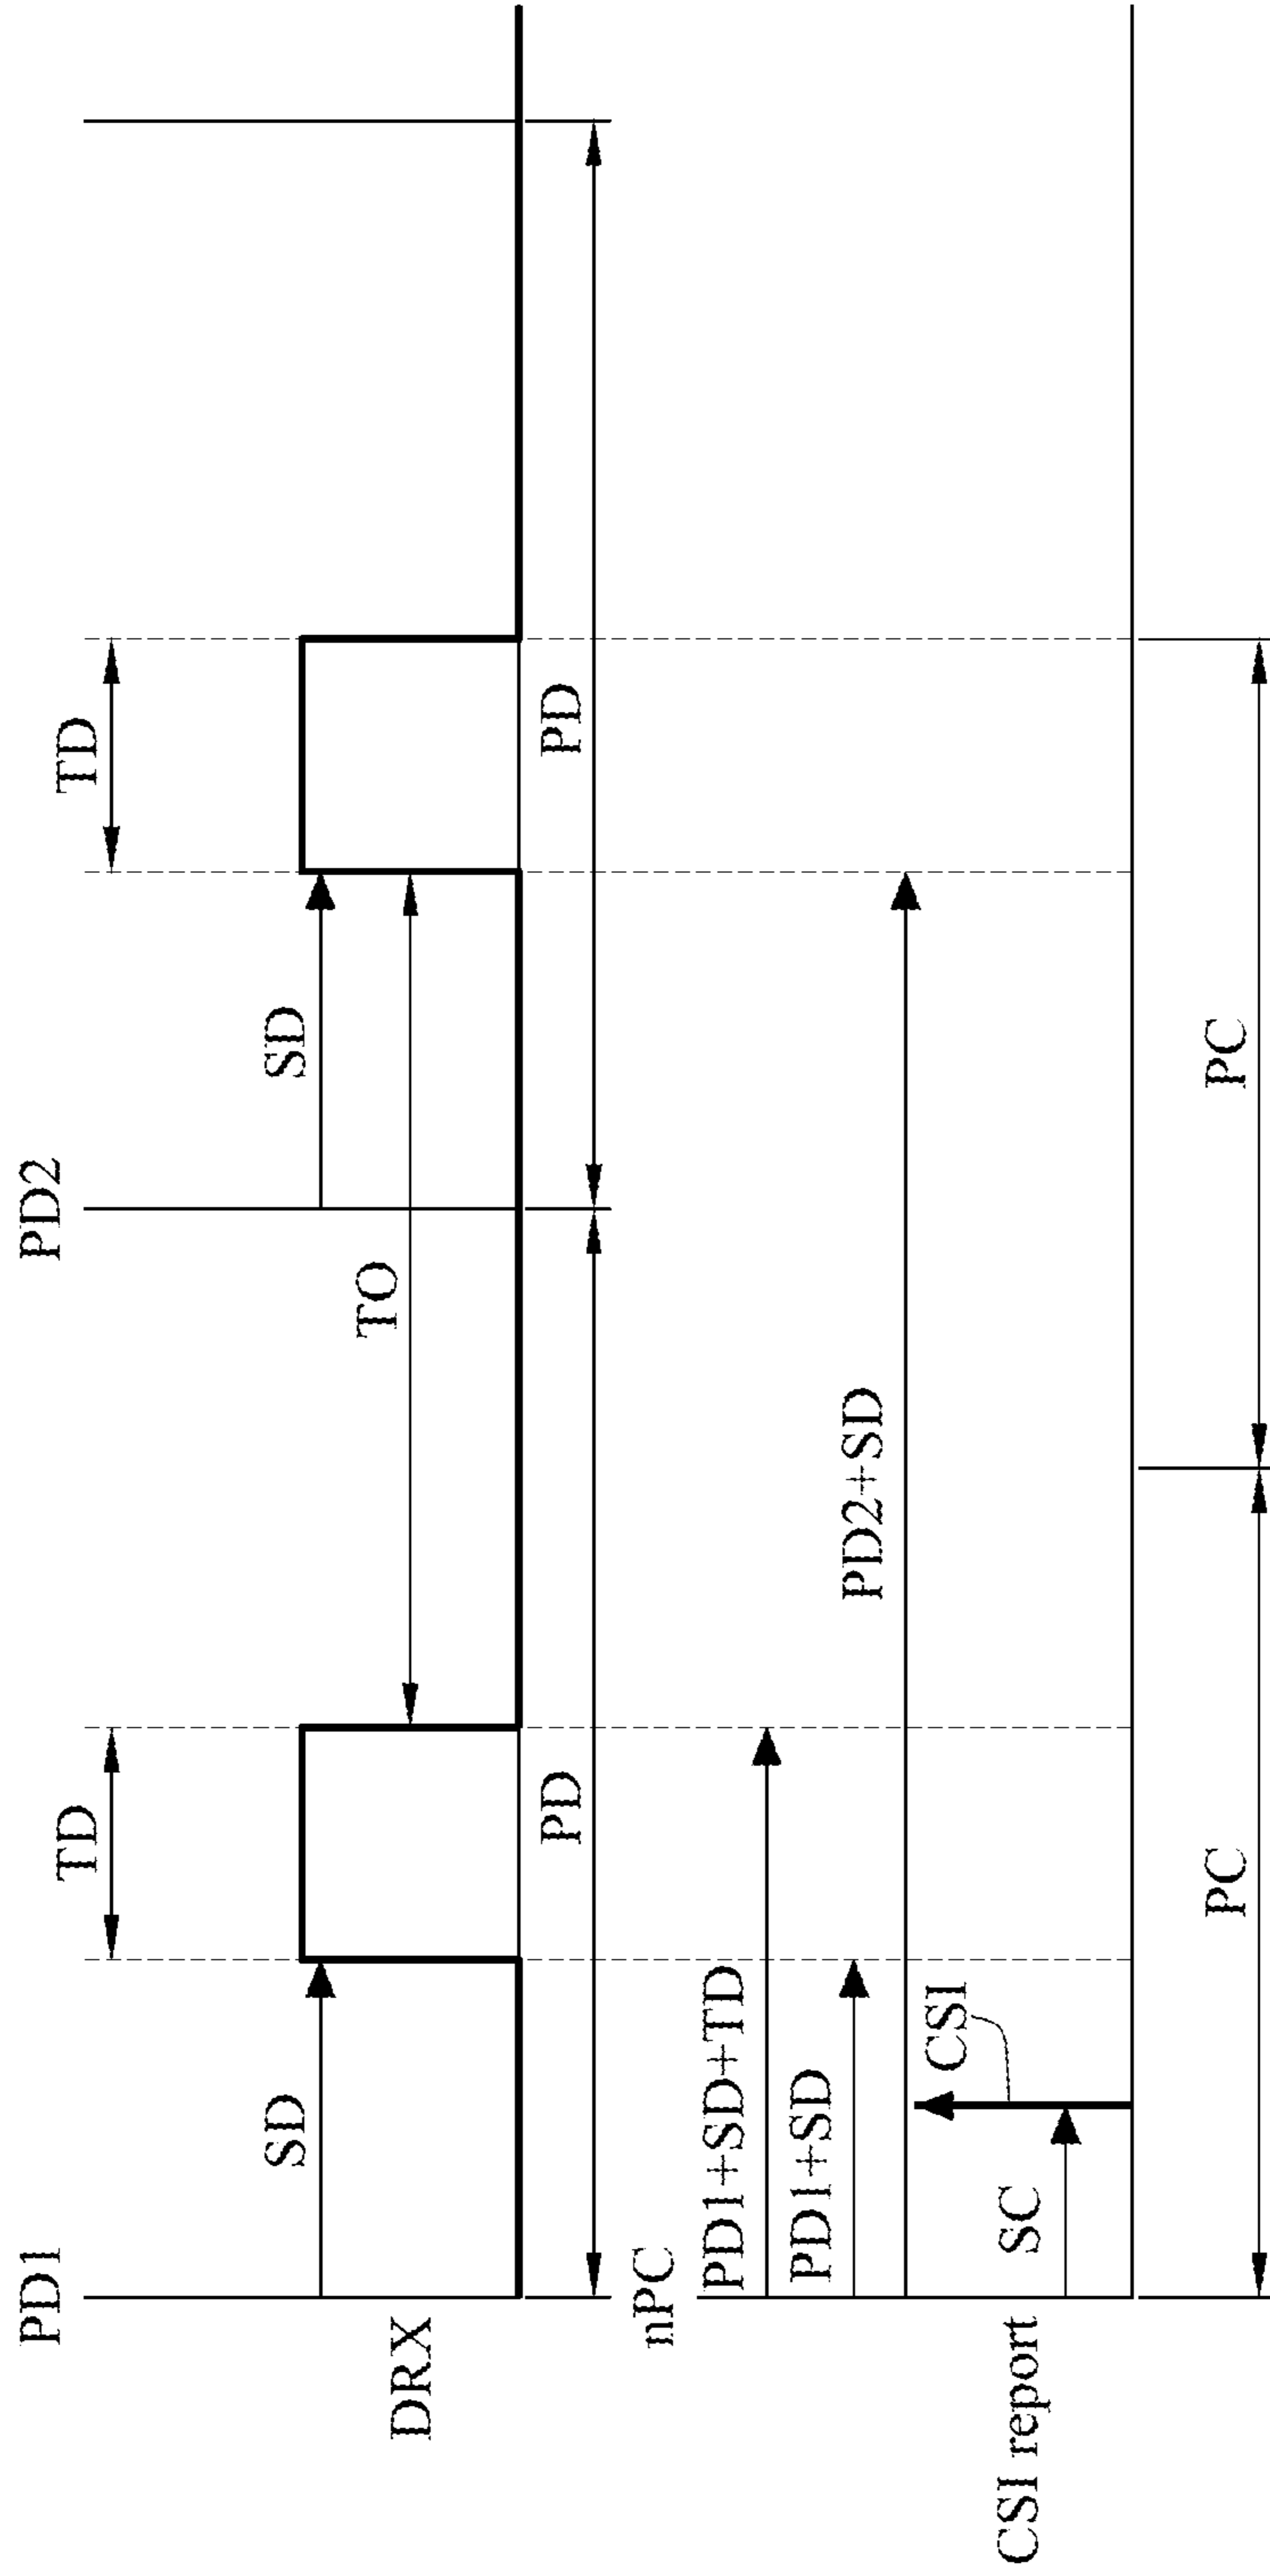 PD1
PD2
TD
TD
SD
SD
TO
DRX
PD
PD
nPC
PD1+SD+TD
PD1+SD
PD2+SD
CSI
SC
CSI report
PC
PC